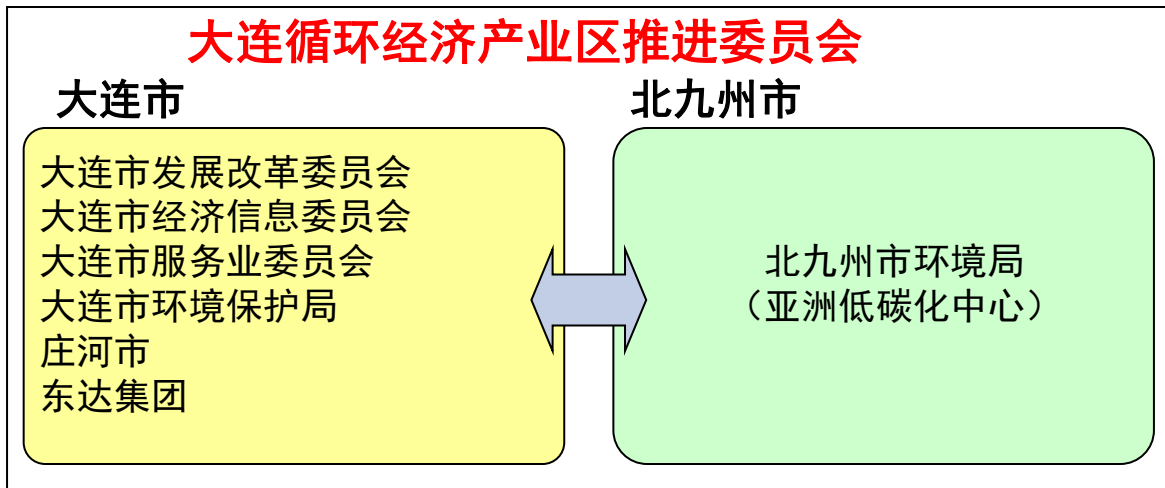 大连循环经济产业区推进委员会
大连市
北九州市
大连市发展改革委员会
大连市经济信息委员会
大连市服务业委员会
大连市环境保护局
庄河市
东达集团
北九州市环境局
（亚洲低碳化中心）